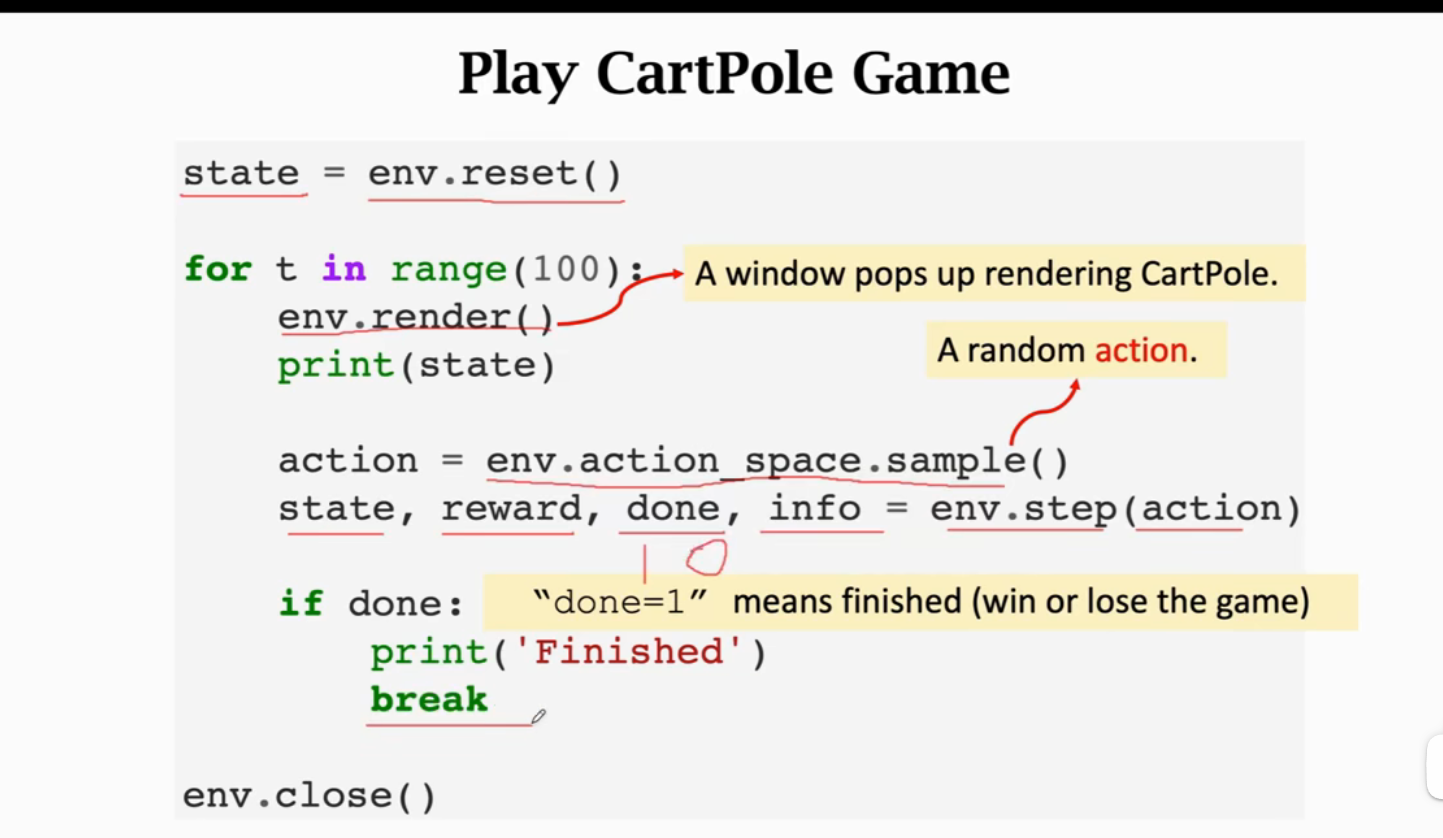 Play CartPole Game
state = env.reset()
for t in range(100):
A window pops up rendering CartPole.
env.render()
print(state)
A random action.
action = env.action_space.sample()
state, reward, done, info = env.step(action)
1 0
if done:
“done=1” means finished (win or lose the game)
print('Finished')
break
env.close()